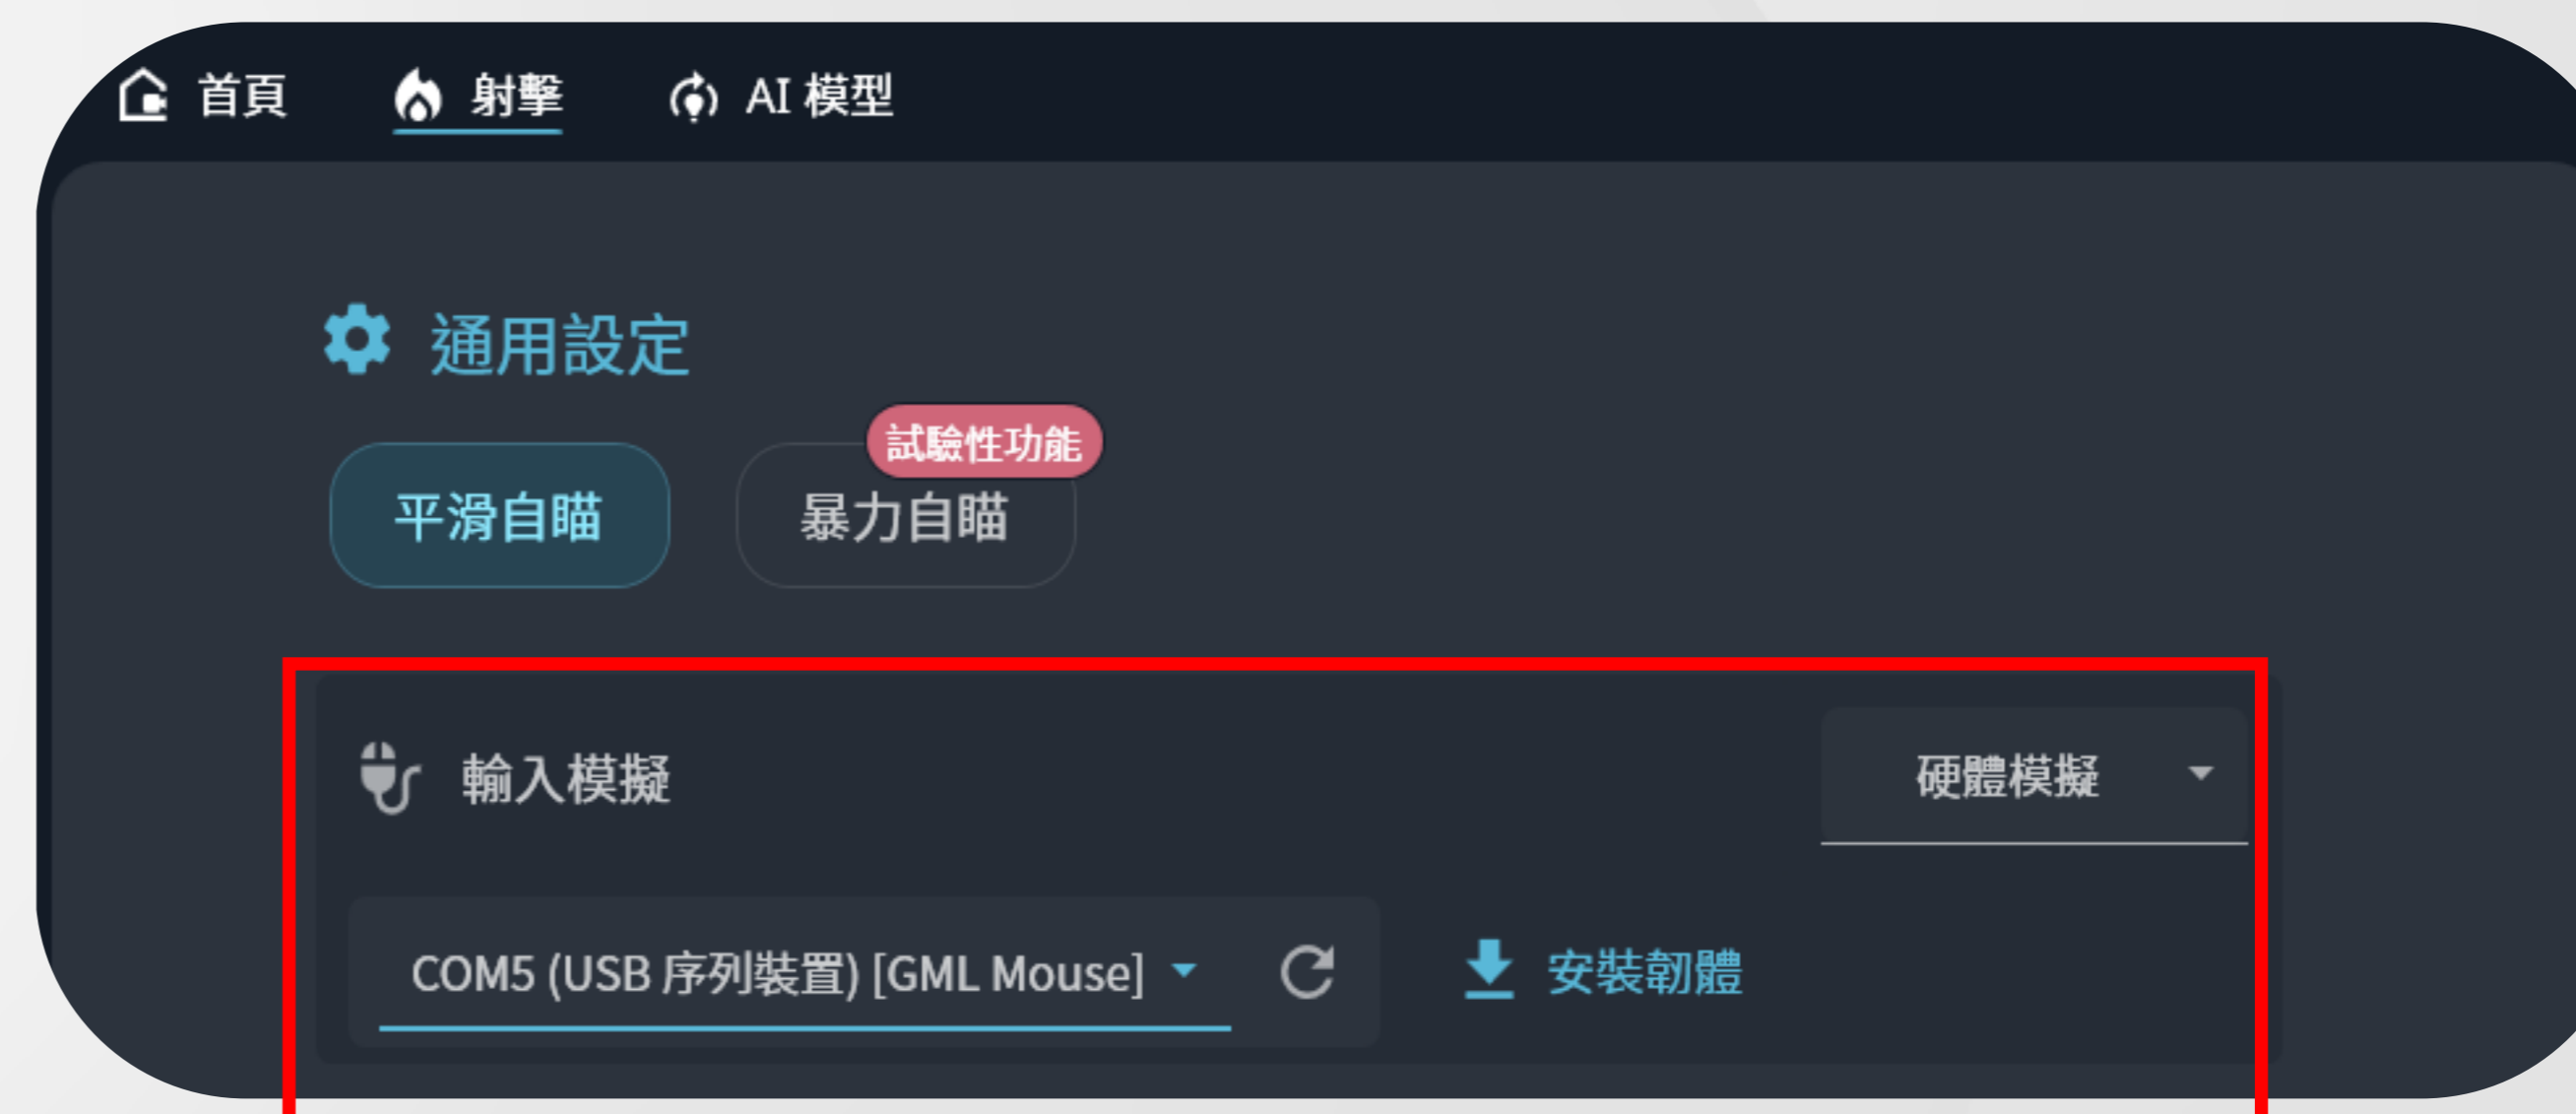 首頁 射擊 AI 模型
通用設定
試驗性功能
平滑自瞄 暴力自瞄
輸入模擬 硬體模擬
COM5 (USB 序列裝置) [GML Mouse] 安裝韌體